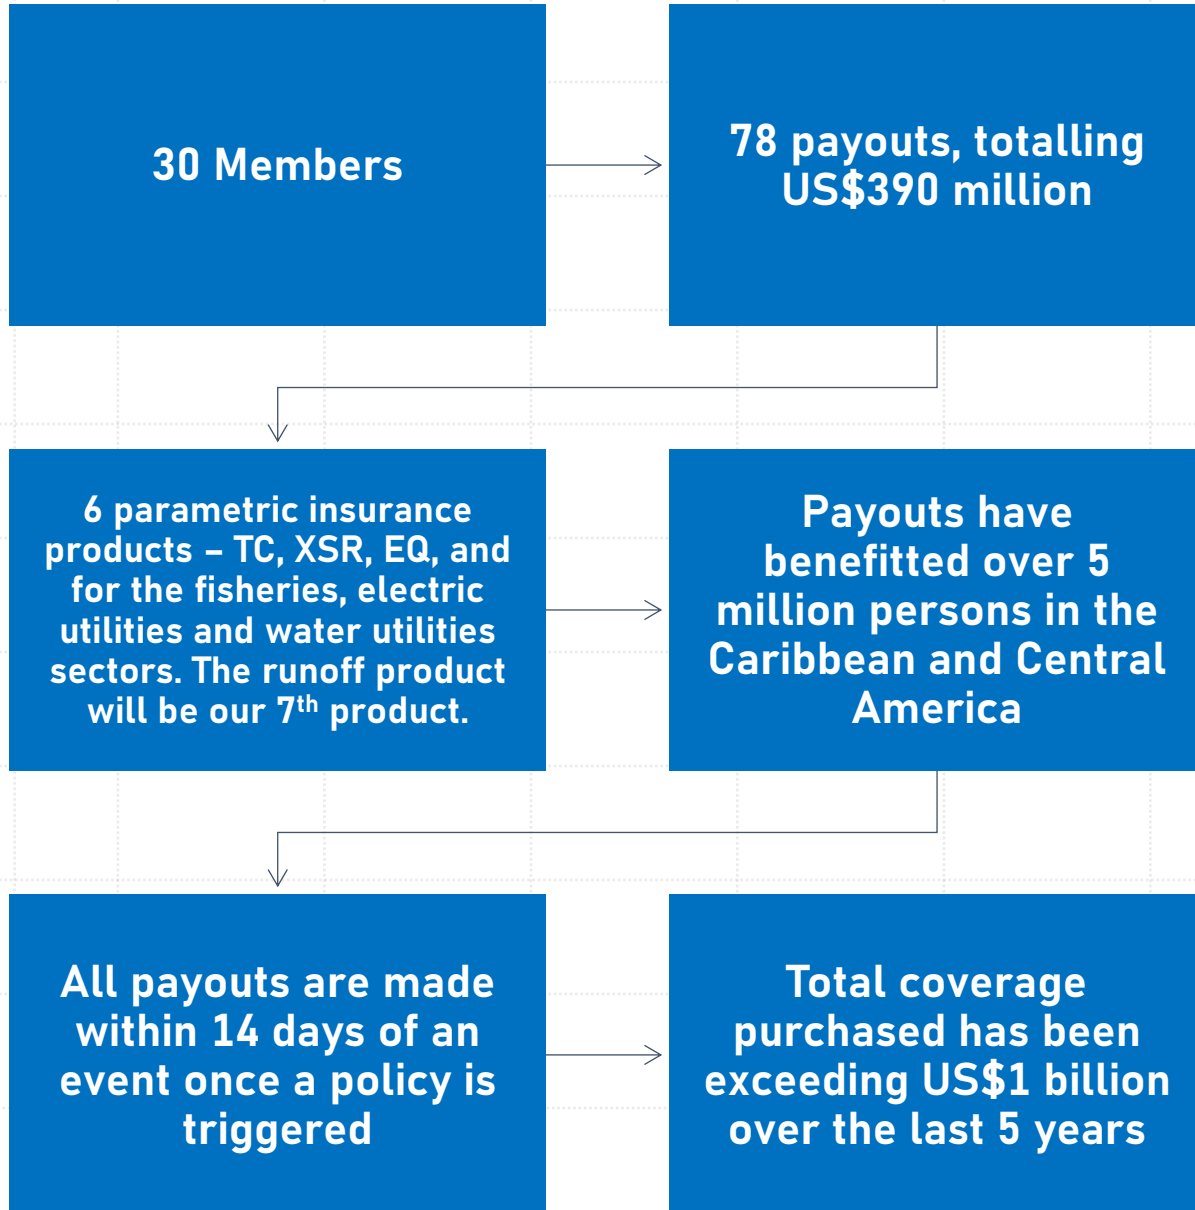 30 Members
78 payouts, totalling
US$390 million
6 parametric insurance
products – TC, XSR, EQ, and
for the fisheries, electric
utilities and water utilities
sectors. The runoff product
will be our 7th product.
Payouts have
benefitted over 5
million persons in the
Caribbean and Central
America
All payouts are made
within 14 days of an
event once a policy is
triggered
Total coverage
purchased has been
exceeding US$1 billion
over the last 5 years